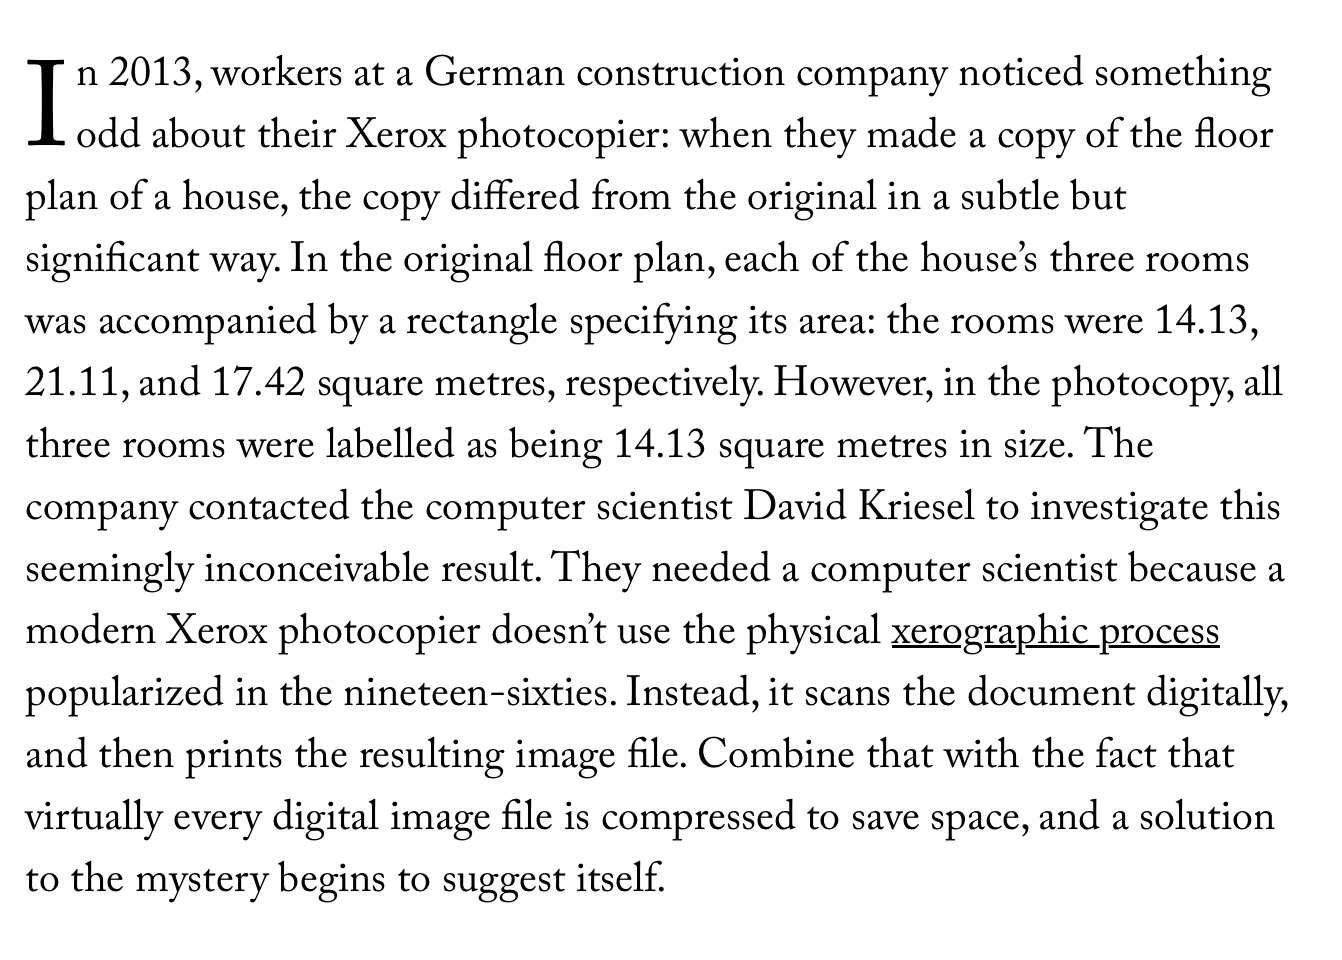 In 2013, workers at a German construction company noticed something
odd about their Xerox photocopier: when they made a copy of the floor
plan of a house, the copy differed from the original in a subtle but
significant way. In the original floor plan, each of the house’s three rooms
was accompanied by a rectangle specifying its area: the rooms were 14.13,
21.11, and 17.42 square metres, respectively. However, in the photocopy, all
three rooms were labelled as being 14.13 square metres in size. The
company contacted the computer scientist David Kriesel to investigate this
seemingly inconceivable result. They needed a computer scientist because a
modern Xerox photocopier doesn’t use the physical xerographic process
popularized in the nineteen-sixties. Instead, it scans the document digitally,
and then prints the resulting image file. Combine that with the fact that
virtually every digital image file is compressed to save space, and a solution
to the mystery begins to suggest itself.